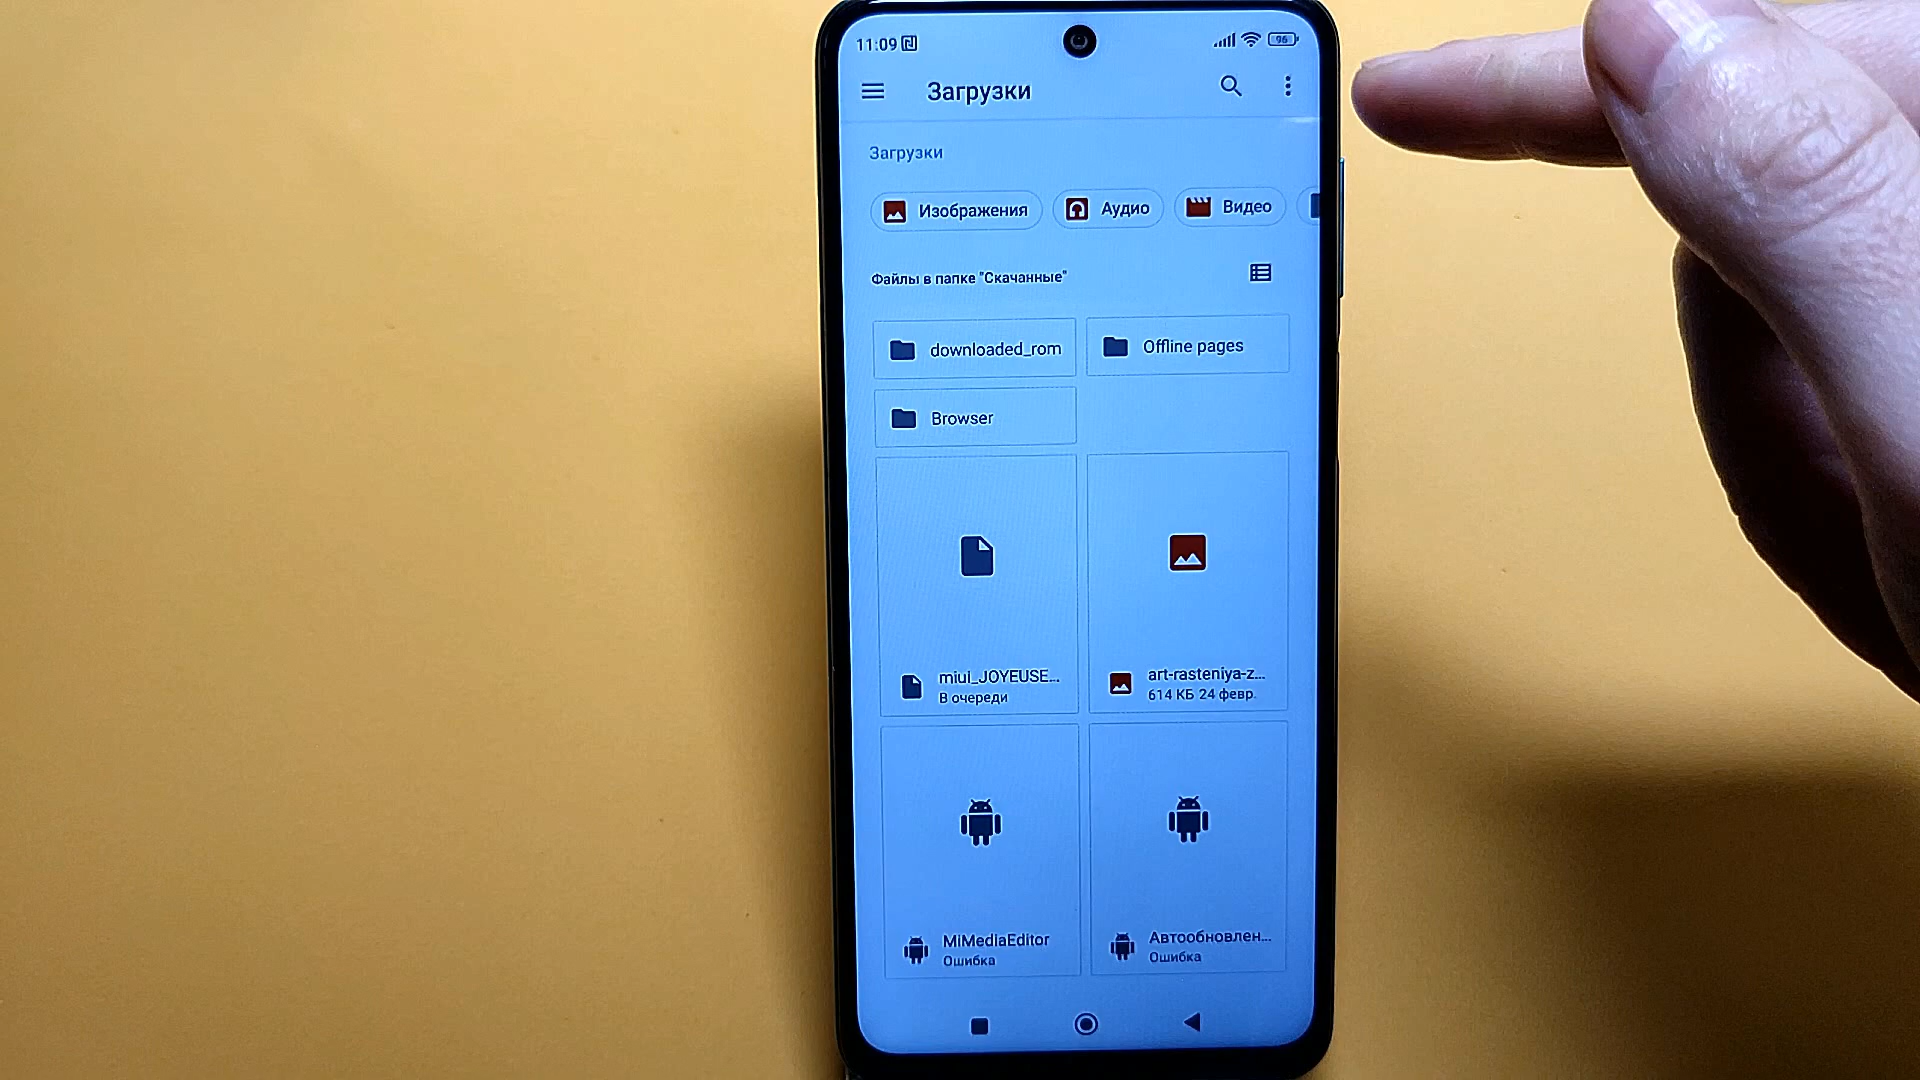 11:09 96
Загрузки
Загрузки
Изображения Аудио Видео
Файлы в папке "Скачанные"
downloaded_rom Offline pages
Browser
miui_JOYEUSE... art-rasteniya-z...
В очереди 614 КБ 24 февр.
MiMediaEditor Автообновлен...
Ошибка Ошибка